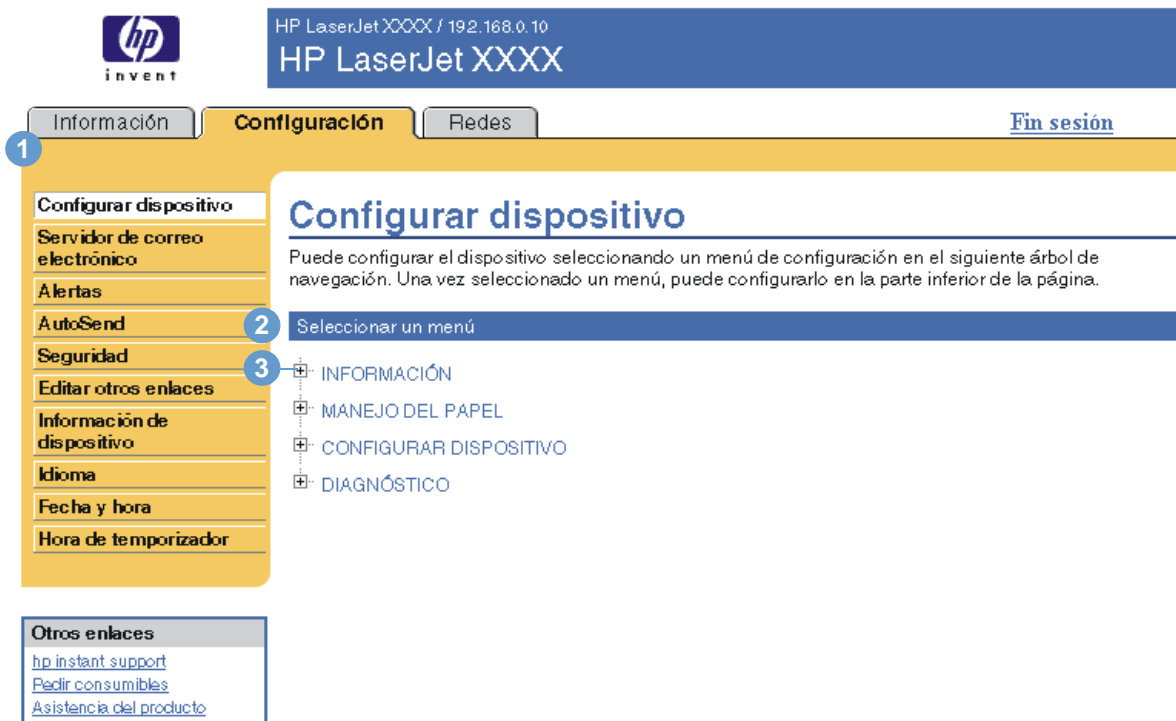 hp
invent
HP LaserJet XXXX / 192.168.0.10
HP LaserJet XXXX
Información
Configuración
Redes
Fin sesión
1
Configurar dispositivo
Servidor de correo
electrónico
Alertas
AutoSend
Seguridad
Editar otros enlaces
Información de
dispositivo
Idioma
Fecha y hora
Hora de temporizador
Otros enlaces
hp instant support
Pedir consumibles
Asistencia del producto
Configurar dispositivo
Puede configurar el dispositivo seleccionando un menú de configuración en el siguiente árbol de
navegación. Una vez seleccionado un menú, puede configurarlo en la parte inferior de la página.
2
Seleccionar un menú
3
INFORMACIÓN
MANEJO DEL PAPEL
CONFIGURAR DISPOSITIVO
DIAGNÓSTICO